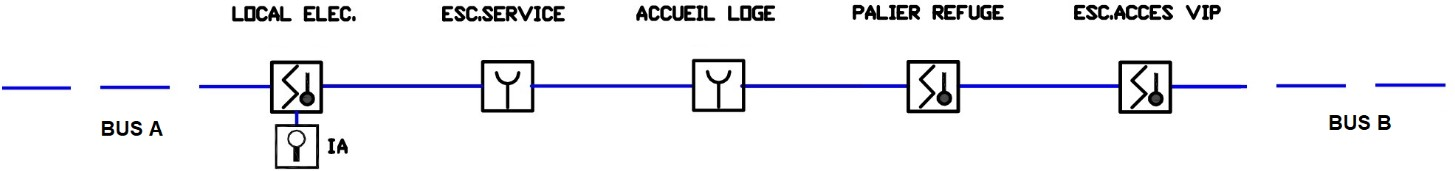 LOCAL ELEC.
ESC.SERVICE
ACCUEIL LOGE
PALIER REFUGE
ESC.ACCES VIP
BUS A
IA
BUS B